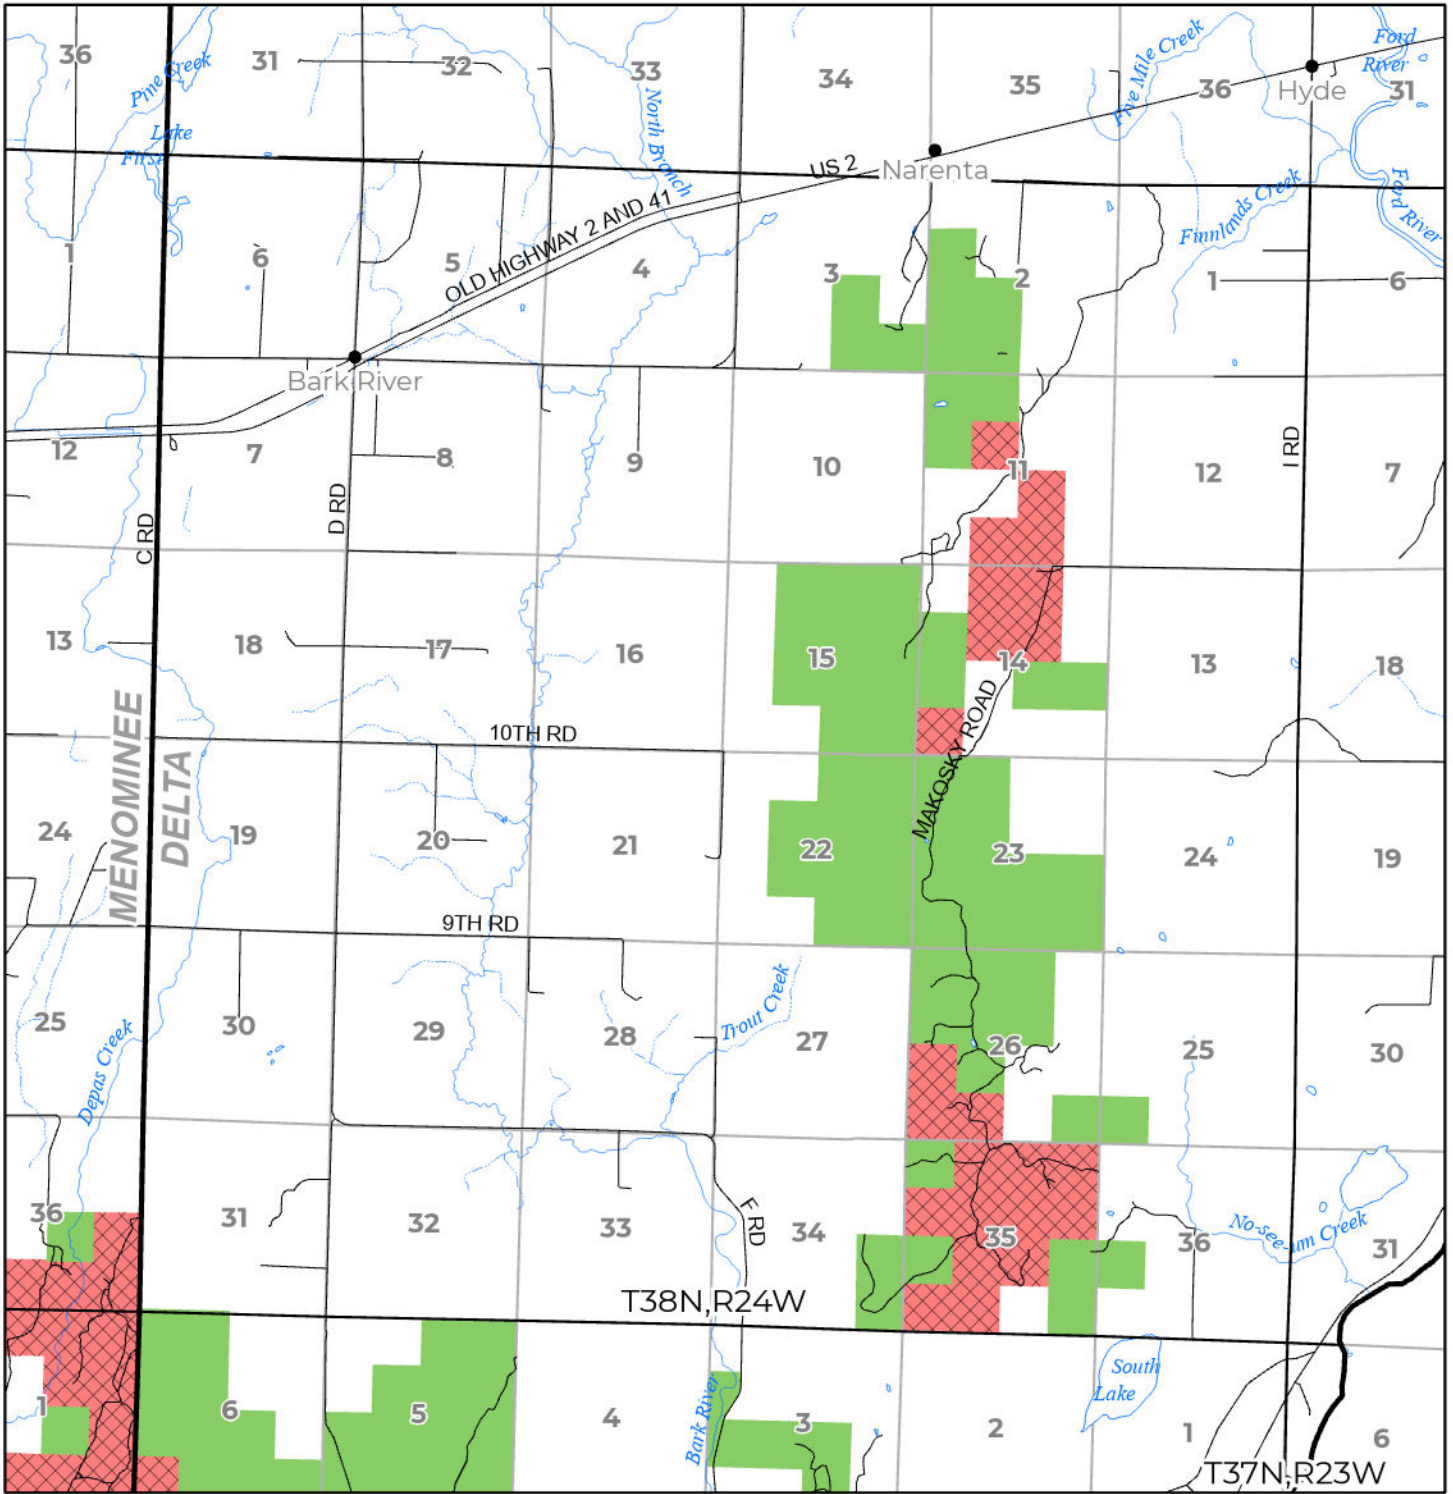 36
31
32
33
34
35
36
31
Pine Creek
North Branch
Five Mile Creek
Ford
River
Hyde
Lake
First
US 2
Narenta
Finnlands Creek
Ford River
OLD HIGHWAY 2 AND 41
1
6
5
4
3
2
1
6
Bark River
12
7
8
9
10
11
12
7
C RD
D RD
I RD
13
18
17
16
15
14
13
18
MENOMINEE
DELTA
10TH RD
MAKOSKY ROAD
24
19
20
21
22
23
24
19
9TH RD
25
30
29
28
27
26
25
30
Depas Creek
Trout Creek
36
31
32
33
34
35
36
31
F RD
No-see-um Creek
T38N,R24W
South
Lake
1
6
5
4
3
2
1
6
Bark River
T37N,R23W